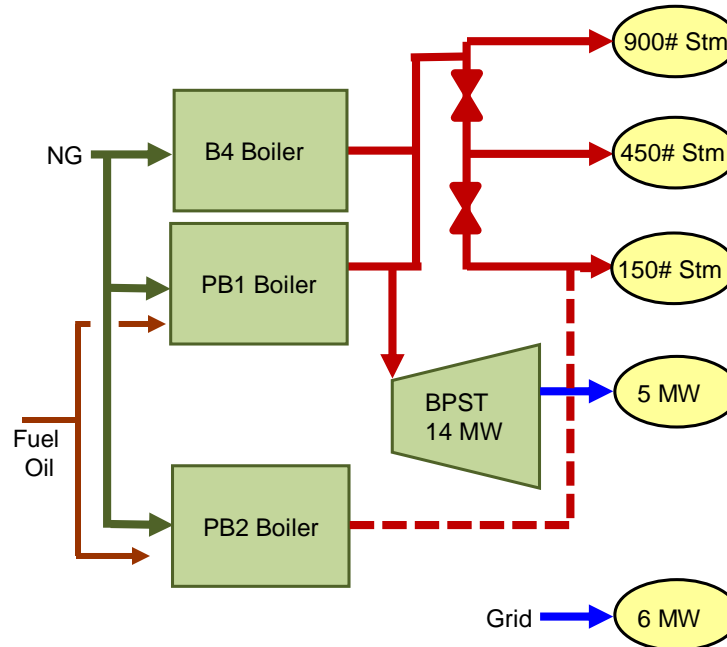 900# Stm
NG
B4 Boiler
450# Stm
PB1 Boiler
150# Stm
BPST
14 MW
5 MW
Fuel
Oil
PB2 Boiler
Grid
6 MW